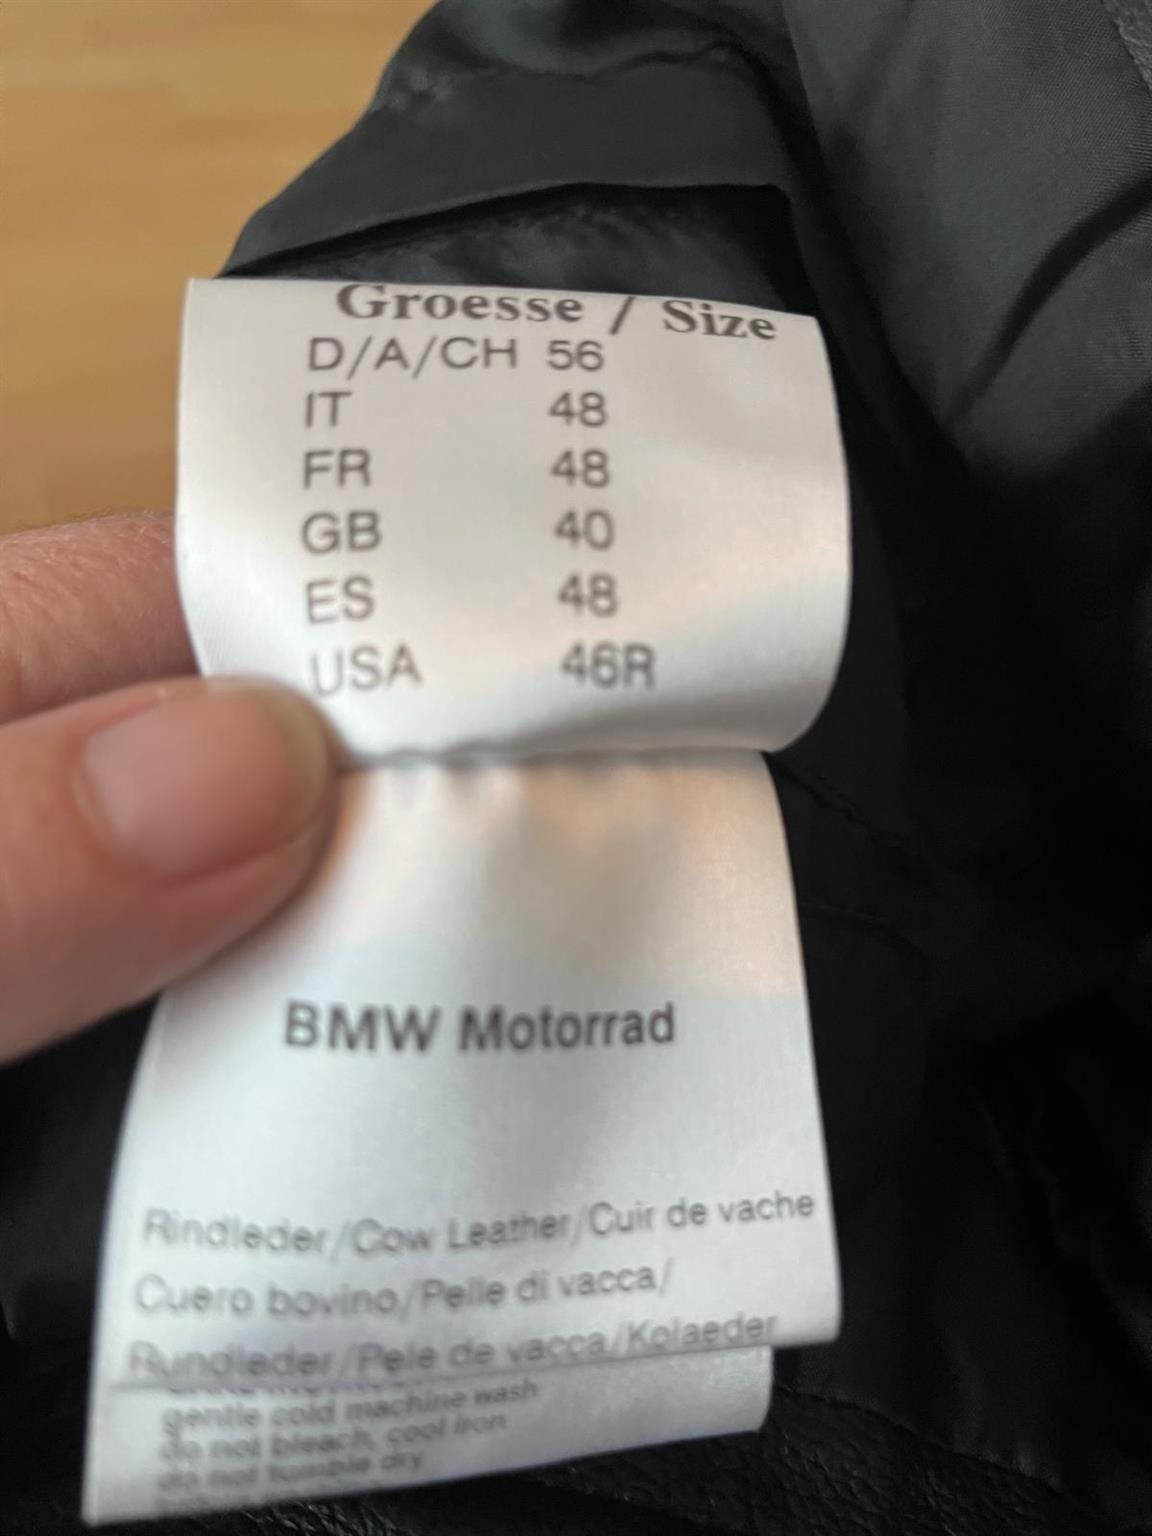 Groesse / Size
D/A/CH 56
IT 48
FR 48
GB 40
ES 48
USA 46R
BMW Motorrad
Rindleder/Cow Leather/Cuir de vache
Cuero bovino/Pelle di vacca/
Rundleder/Pele de vacca/Kolaeder
gentle cold machine wash
do not bleach, cool iron
do not tumble dry